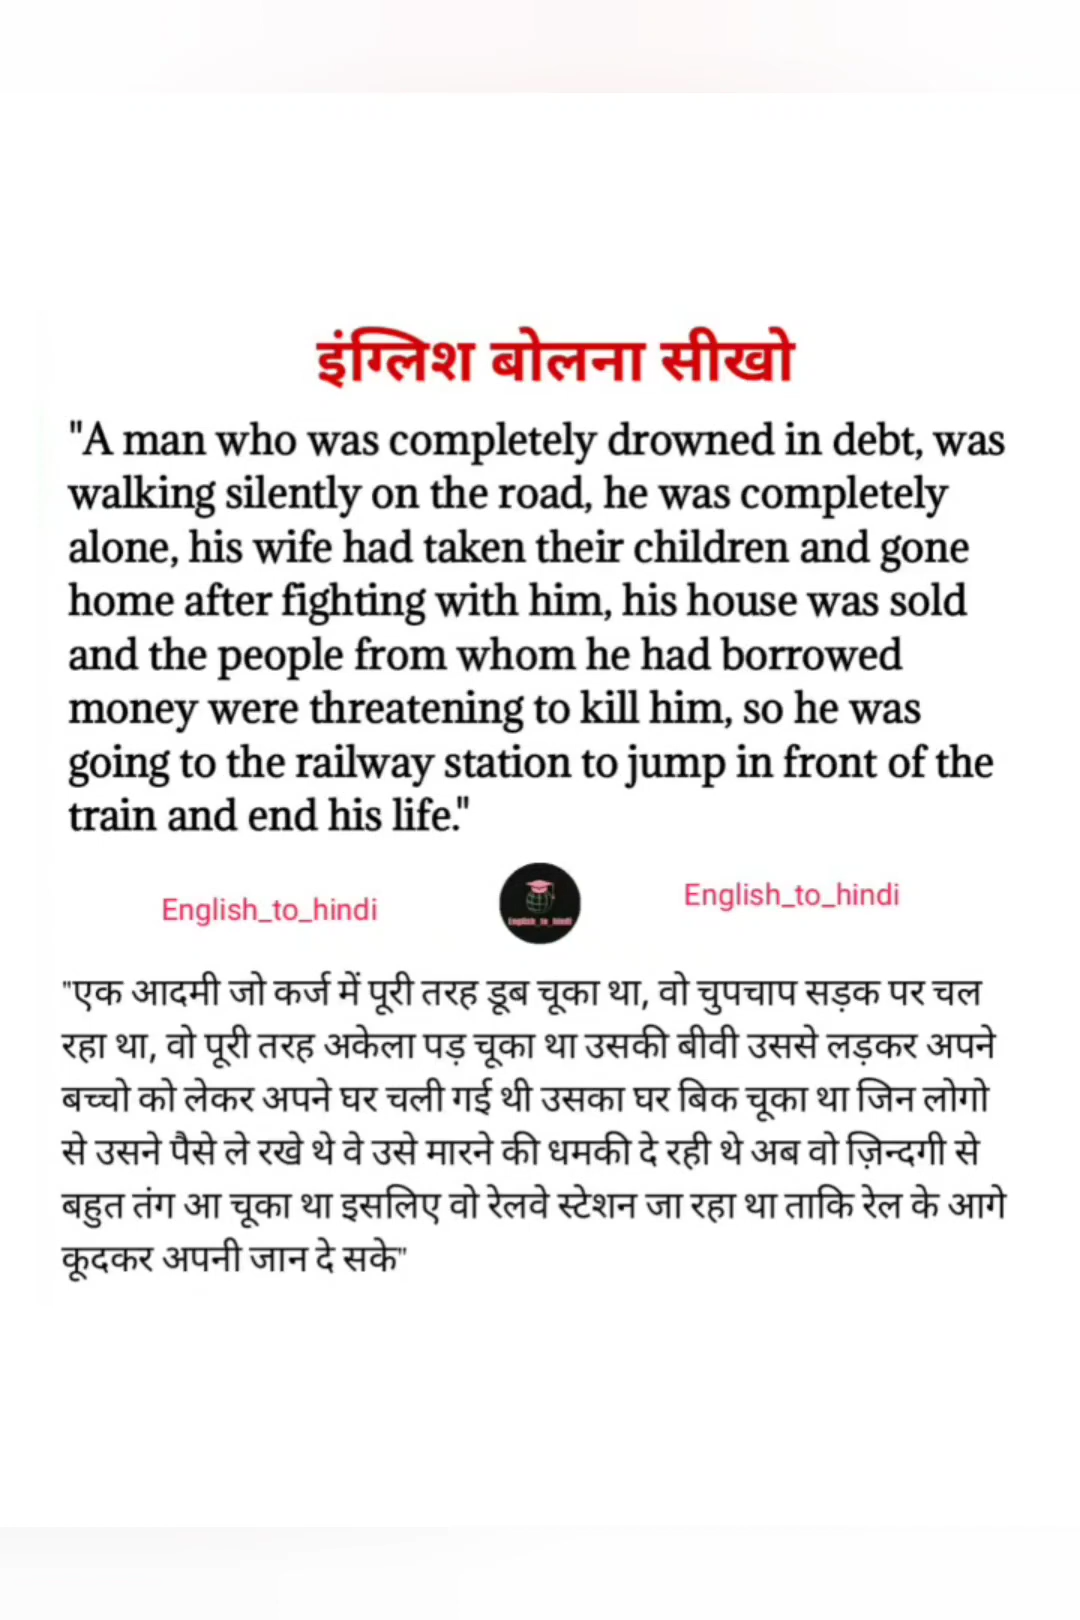 इंग्लिश बोलना सीखो
"A man who was completely drowned in debt, was
walking silently on the road, he was completely
alone, his wife had taken their children and gone
home after fighting with him, his house was sold
and the people from whom he had borrowed
money were threatening to kill him, so he was
going to the railway station to jump in front of the
train and end his life."
English_to_hindi
English_to_hindi
English_to_hindi
"एक आदमी जो कर्ज में पूरी तरह डूब चूका था, वो चुपचाप सड़क पर चल
रहा था, वो पूरी तरह अकेला पड़ चूका था उसकी बीवी उससे लड़कर अपने
बच्चो को लेकर अपने घर चली गई थी उसका घर बिक चूका था जिन लोगो
से उसने पैसे ले रखे थे वे उसे मारने की धमकी दे रही थे अब वो ज़िन्दगी से
बहुत तंग आ चूका था इसलिए वो रेलवे स्टेशन जा रहा था ताकि रेल के आगे
कूदकर अपनी जान दे सके"